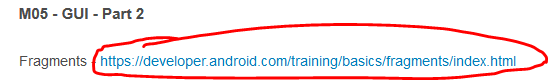 M05 - GUI - Part 2
Fragments - https://developer.android.com/training/basics/fragments/index.html